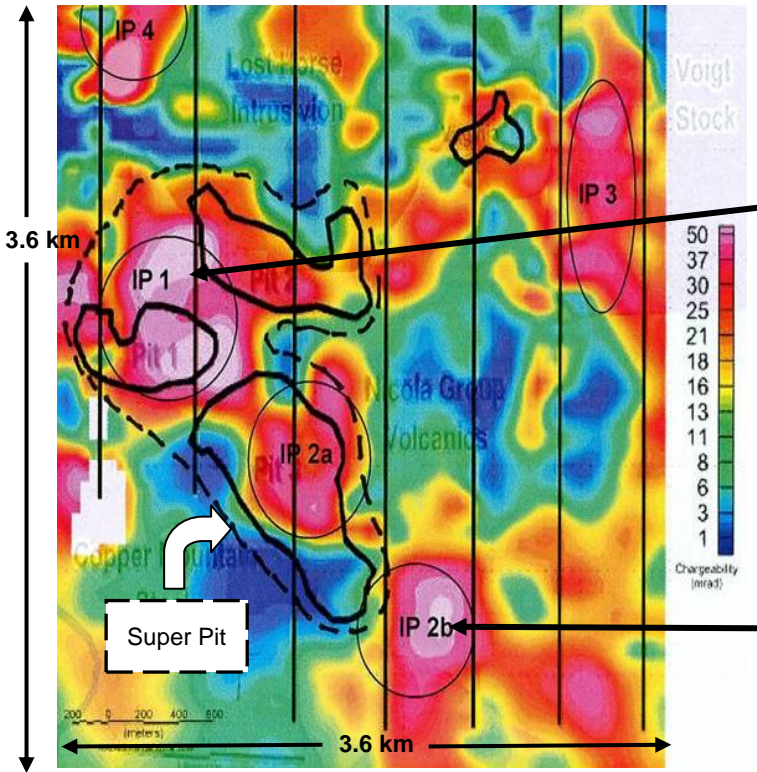 IP 4
Lost Horse
Intrusvion
Voigt
Stock
IP 3
3.6 km
50
37
30
25
21
18
16
13
11
8
6
3
1
Chargeability
(mrad)
IP 1
Pit 2
Pit 1
Nicola Group
Volcanics
IP 2a
Pit 3
Copper Mountain
Super Pit
IP 2b
200 0 200 400 600
(meters)
3.6 km